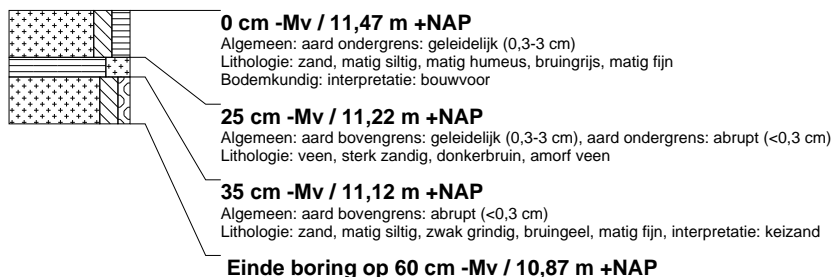 0 cm -Mv / 11,47 m +NAP
Algemeen: aard ondergrens: geleidelijk (0,3-3 cm)
Lithologie: zand, matig siltig, matig humeus, bruingrijs, matig fijn
Bodemkundig: interpretatie: bouwvoor
25 cm -Mv / 11,22 m +NAP
Algemeen: aard bovengrens: geleidelijk (0,3-3 cm), aard ondergrens: abrupt (<0,3 cm)
Lithologie: veen, sterk zandig, donkerbruin, amorf veen
35 cm -Mv / 11,12 m +NAP
Algemeen: aard bovengrens: abrupt (<0,3 cm)
Lithologie: zand, matig siltig, zwak grindig, bruingeel, matig fijn, interpretatie: keizand
Einde boring op 60 cm -Mv / 10,87 m +NAP